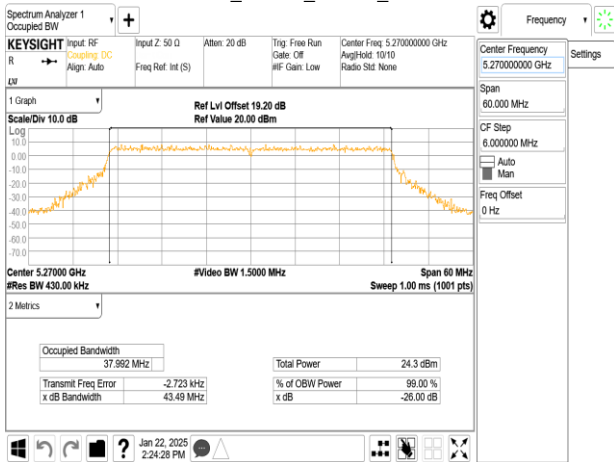 Spectrum Analyzer 1
Occupied BW
+
Frequency
KEYSIGHT
R
LXI
Input: RF
Coupling: DC
Align: Auto
Input Z: 50 Ω
Freq Ref: Int (S)
Atten: 20 dB
Trig: Free Run
Gate: Off
#IF Gain: Low
Center Freq: 5.270000000 GHz
Avg|Hold: 10/10
Radio Std: None
Center Frequency
5.270000000 GHz
Settings
Span
60.000 MHz
CF Step
6.000000 MHz
Auto
Man
Freq Offset
0 Hz
1 Graph
Scale/Div 10.0 dB
Ref Lvl Offset 19.20 dB
Ref Value 20.00 dBm
Log
10.0
0.00
-10.0
-20.0
-30.0
-40.0
-50.0
-60.0
-70.0
Center 5.27000 GHz
#Video BW 1.5000 MHz
Span 60 MHz
#Res BW 430.00 kHz
Sweep 1.00 ms (1001 pts)
2 Metrics
Occupied Bandwidth
37.992 MHz
Total Power 24.3 dBm
Transmit Freq Error -2.723 kHz
% of OBW Power 99.00 %
x dB Bandwidth 43.49 MHz
x dB -26.00 dB
?
Jan 22, 2025
2:24:28 PM